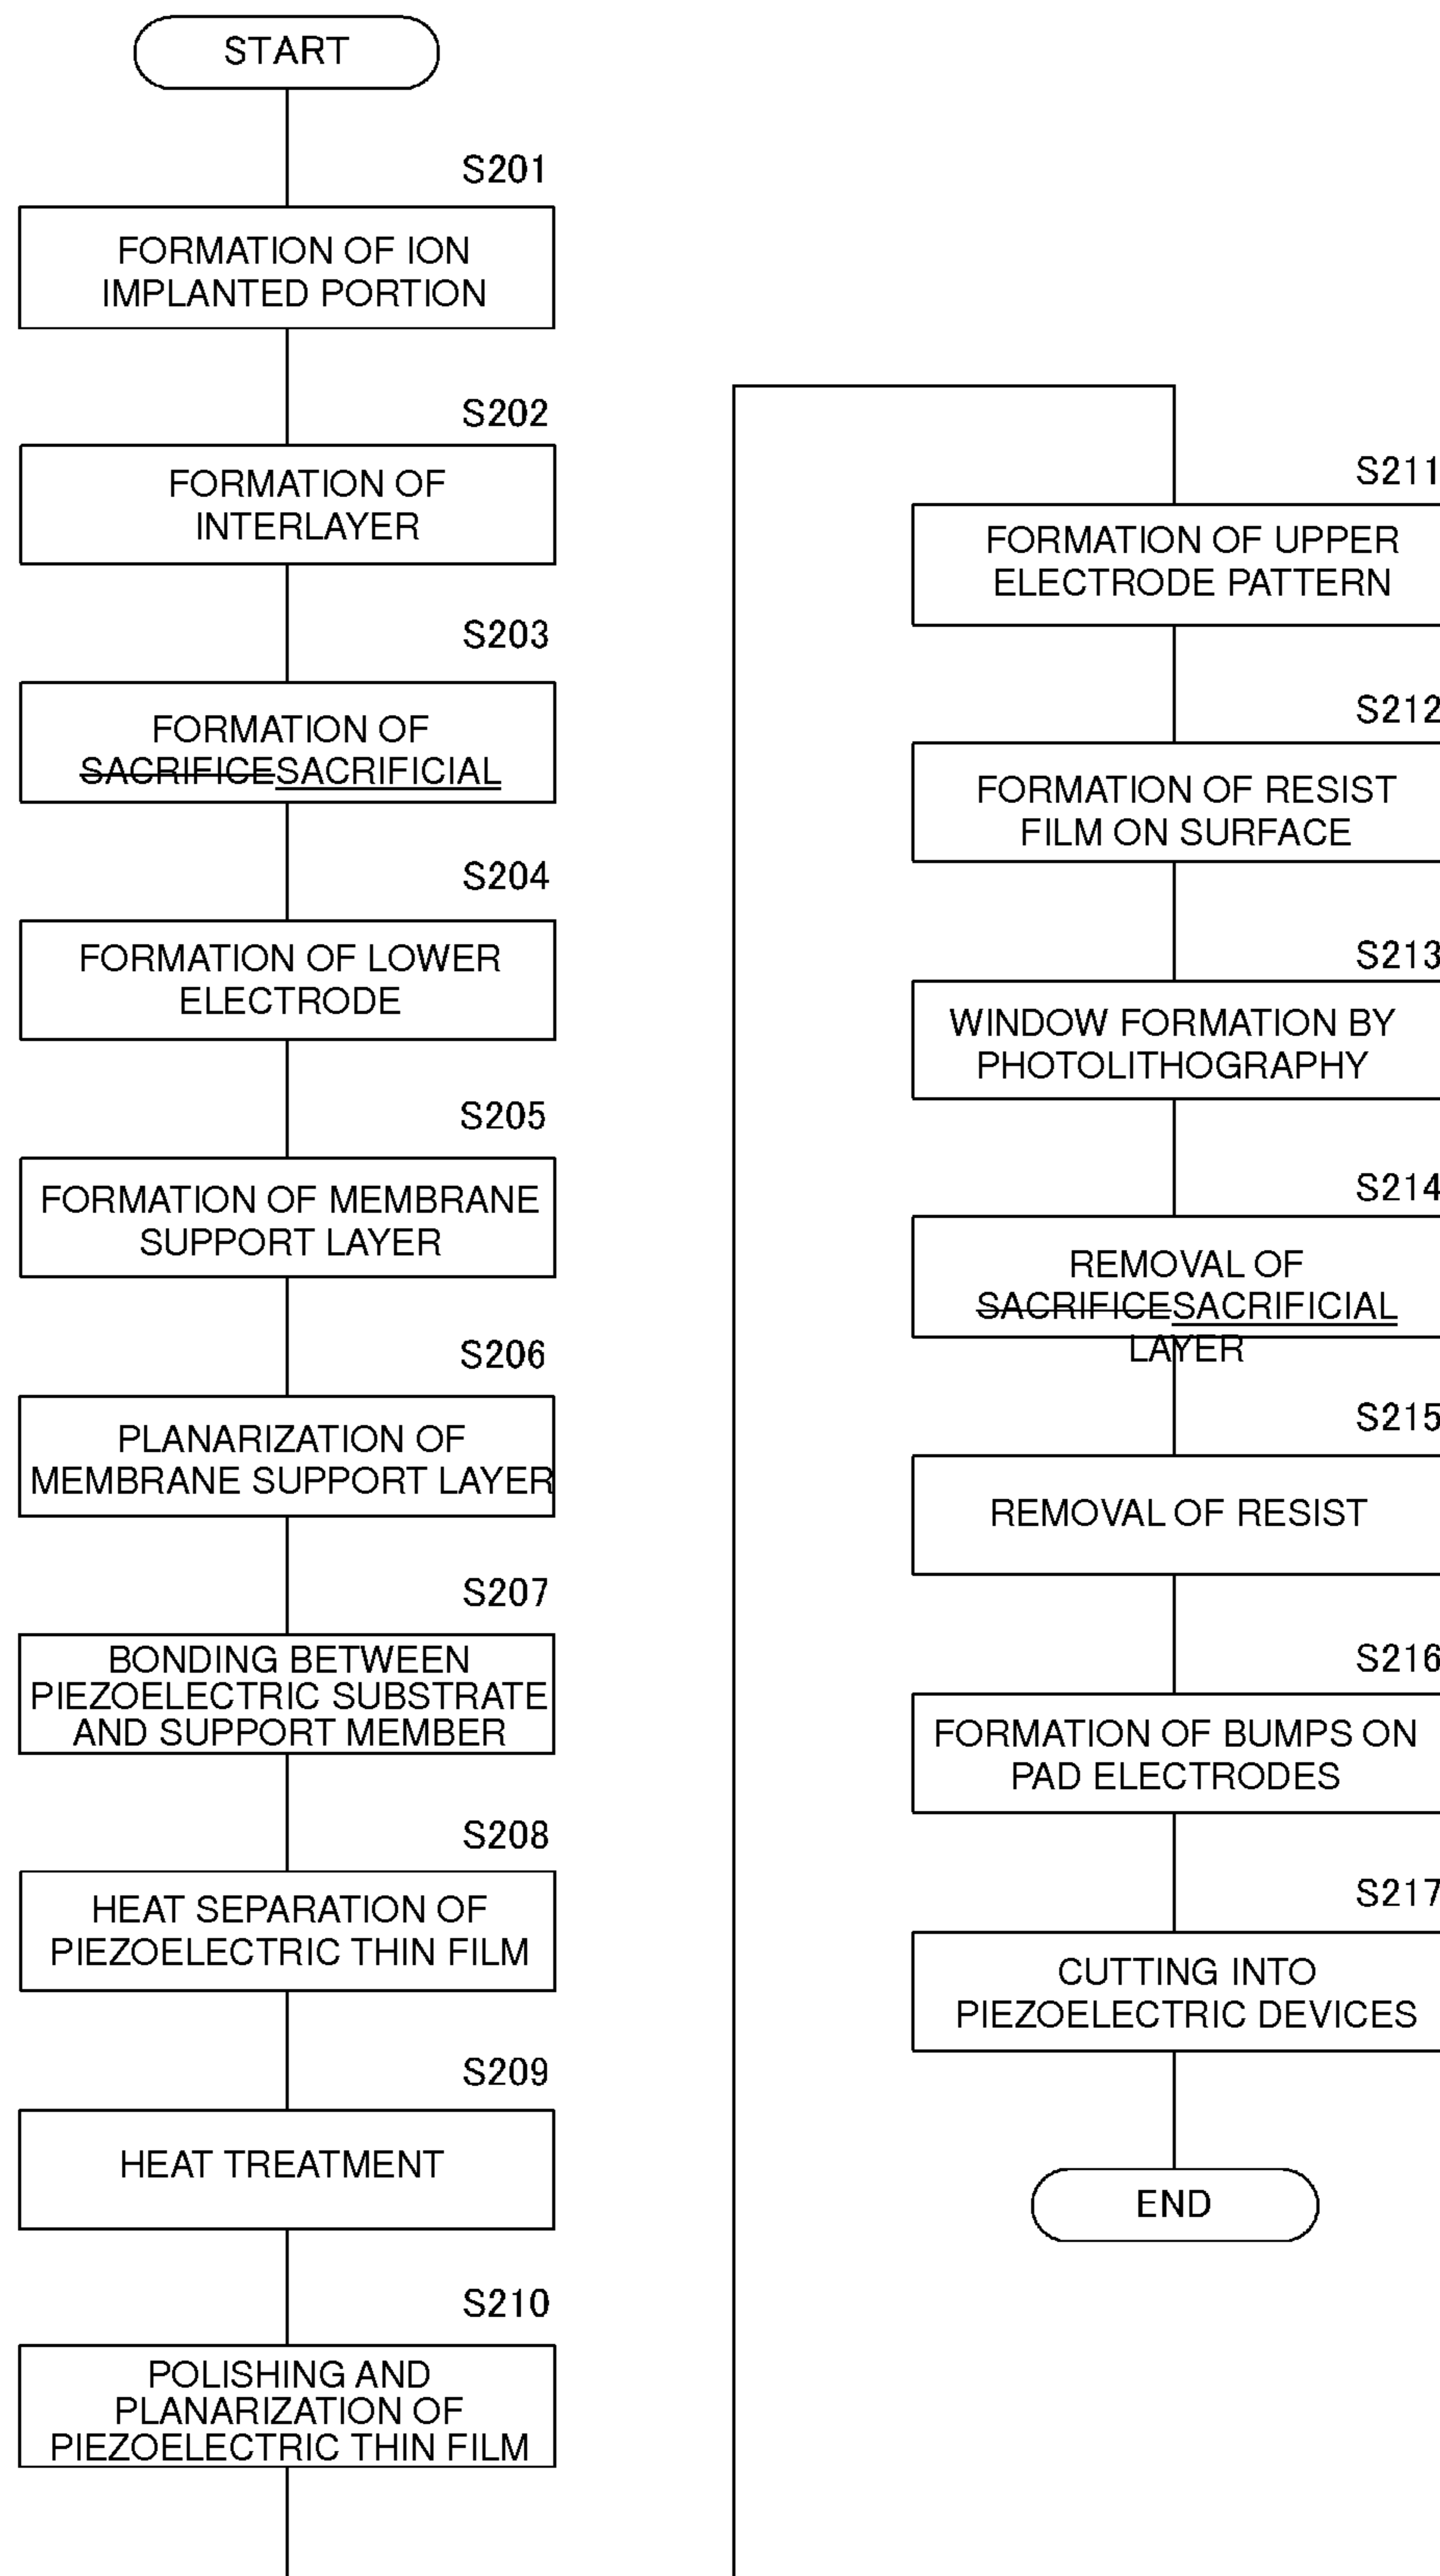 START
S201
FORMATION OF ION
IMPLANTED PORTION
S202
FORMATION OF
INTERLAYER
S203
FORMATION OF
SACRIFICESACRIFICIAL
S204
FORMATION OF LOWER
ELECTRODE
S205
FORMATION OF MEMBRANE
SUPPORT LAYER
S206
PLANARIZATION OF
MEMBRANE SUPPORT LAYER
S207
BONDING BETWEEN
PIEZOELECTRIC SUBSTRATE
AND SUPPORT MEMBER
S208
HEAT SEPARATION OF
PIEZOELECTRIC THIN FILM
S209
HEAT TREATMENT
S210
POLISHING AND
PLANARIZATION OF
PIEZOELECTRIC THIN FILM
S211
FORMATION OF UPPER
ELECTRODE PATTERN
S212
FORMATION OF RESIST
FILM ON SURFACE
S213
WINDOW FORMATION BY
PHOTOLITHOGRAPHY
S214
REMOVAL OF
SACRIFICESACRIFICIAL
LAYER
S215
REMOVAL OF RESIST
S216
FORMATION OF BUMPS ON
PAD ELECTRODES
S217
CUTTING INTO
PIEZOELECTRIC DEVICES
END